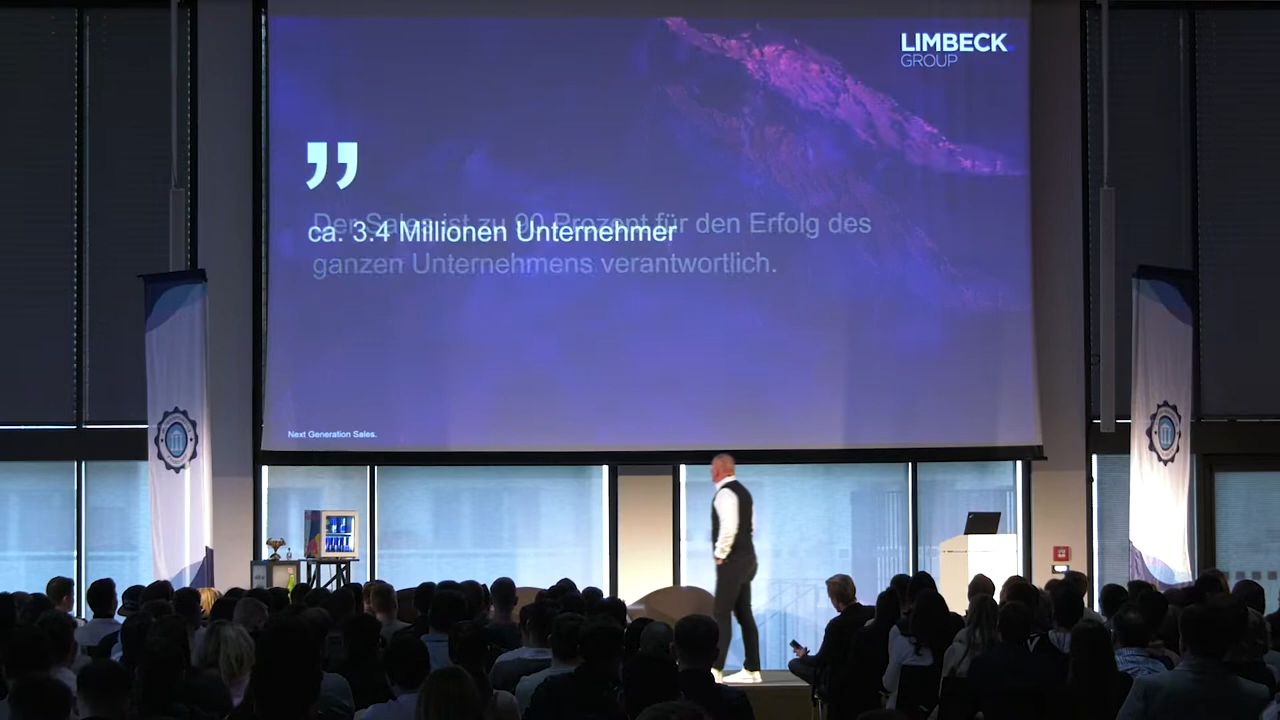 LIMBECK
GROUP
Der Sales ist zu 90 Prozent für den Erfolg des
ca. 3.4 Millionen Unternehmer
ganzen Unternehmens verantwortlich.
Next Generation Sales.